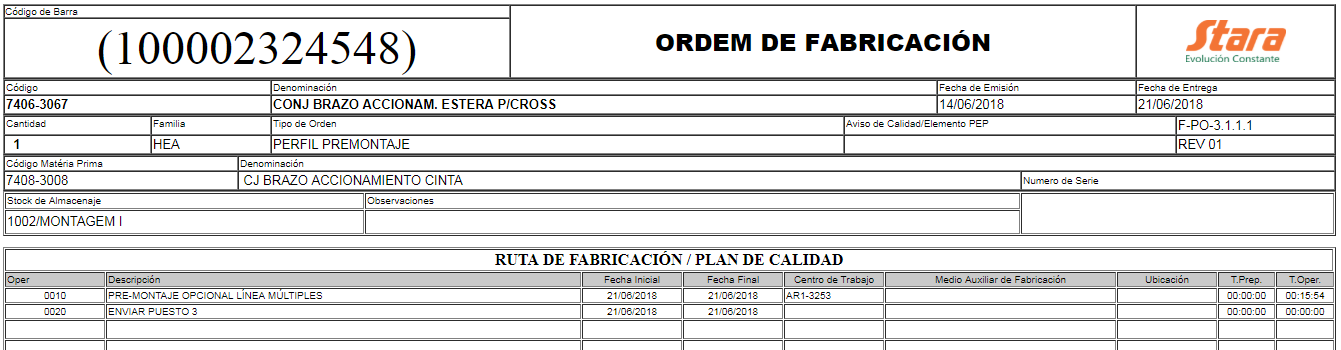 Código de Barra
(100002324548)
ORDEM DE FABRICACIÓN
Stara
Evolución Constante
Código Denominación Fecha de Emisión Fecha de Entrega
7406-3067 CONJ BRAZO ACCIONAM. ESTERA P/CROSS 14/06/2018 21/06/2018
Cantidad Familia Tipo de Orden Aviso de Calidad/Elemento PEP F-PO-3.1.1.1
1 HEA PERFIL PREMONTAJE REV 01
Código Matéria Prima Denominación
7408-3008 CJ BRAZO ACCIONAMIENTO CINTA Numero de Serie
Stock de Almacenaje Observaciones
1002/MONTAGEM I
RUTA DE FABRICACIÓN / PLAN DE CALIDAD
Oper Descripción Fecha Inicial Fecha Final Centro de Trabajo Medio Auxiliar de Fabricación Ubicación T.Prep. T.Oper.
0010 PRE-MONTAJE OPCIONAL LÍNEA MÚLTIPLES 21/06/2018 21/06/2018 AR1-3253 00:00:00 00:15:54
0020 ENVIAR PUESTO 3 21/06/2018 21/06/2018 00:00:00 00:00:00